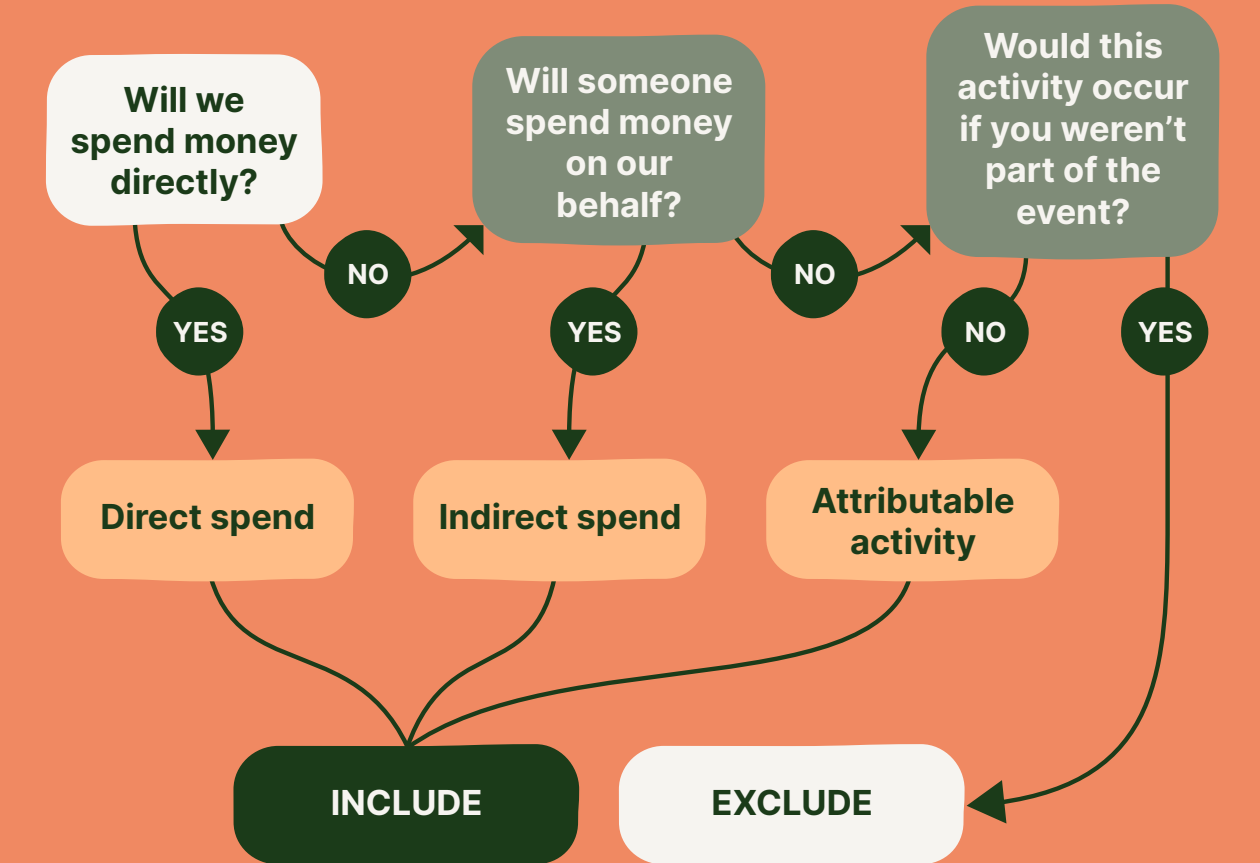 Will we
spend money
directly?
Will someone
spend money
on our
behalf?
Would this
activity occur
if you weren’t
part of the
event?
NO
NO
YES
YES
NO
YES
Direct spend
Indirect spend
Attributable
activity
INCLUDE
EXCLUDE